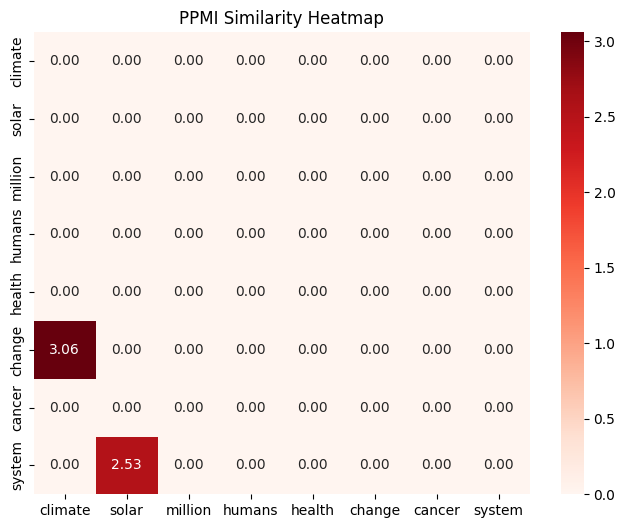 PPMI Similarity Heatmap
climate 0.00 0.00 0.00 0.00 0.00 0.00 0.00 0.00
solar 0.00 0.00 0.00 0.00 0.00 0.00 0.00 0.00
million 0.00 0.00 0.00 0.00 0.00 0.00 0.00 0.00
humans 0.00 0.00 0.00 0.00 0.00 0.00 0.00 0.00
health 0.00 0.00 0.00 0.00 0.00 0.00 0.00 0.00
change 3.06 0.00 0.00 0.00 0.00 0.00 0.00 0.00
cancer 0.00 0.00 0.00 0.00 0.00 0.00 0.00 0.00
system 0.00 2.53 0.00 0.00 0.00 0.00 0.00 0.00
climate solar million humans health change cancer system
3.0
2.5
2.0
1.5
1.0
0.5
0.0